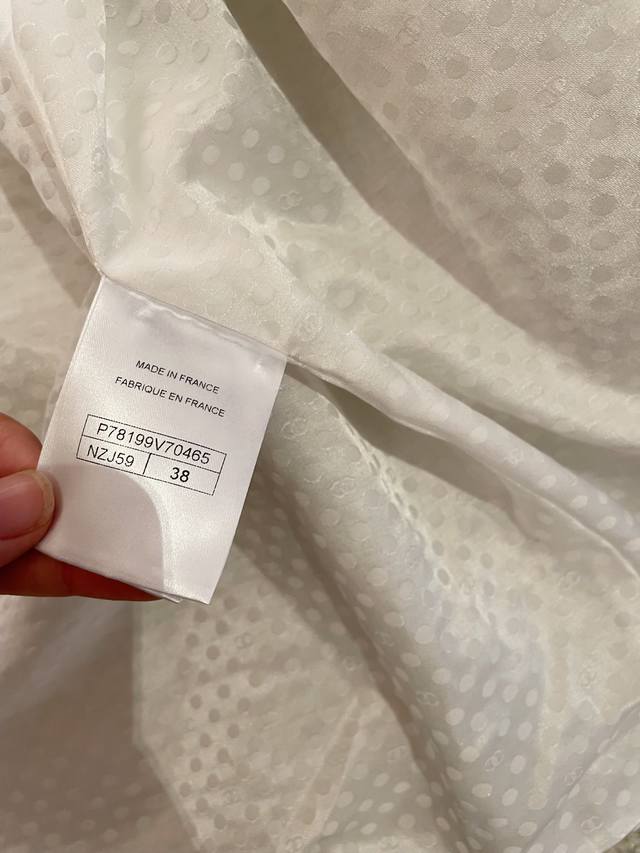 MADE IN FRANCE
FABRIQUE EN FRANCE
P78199V70465
NZJ59 38